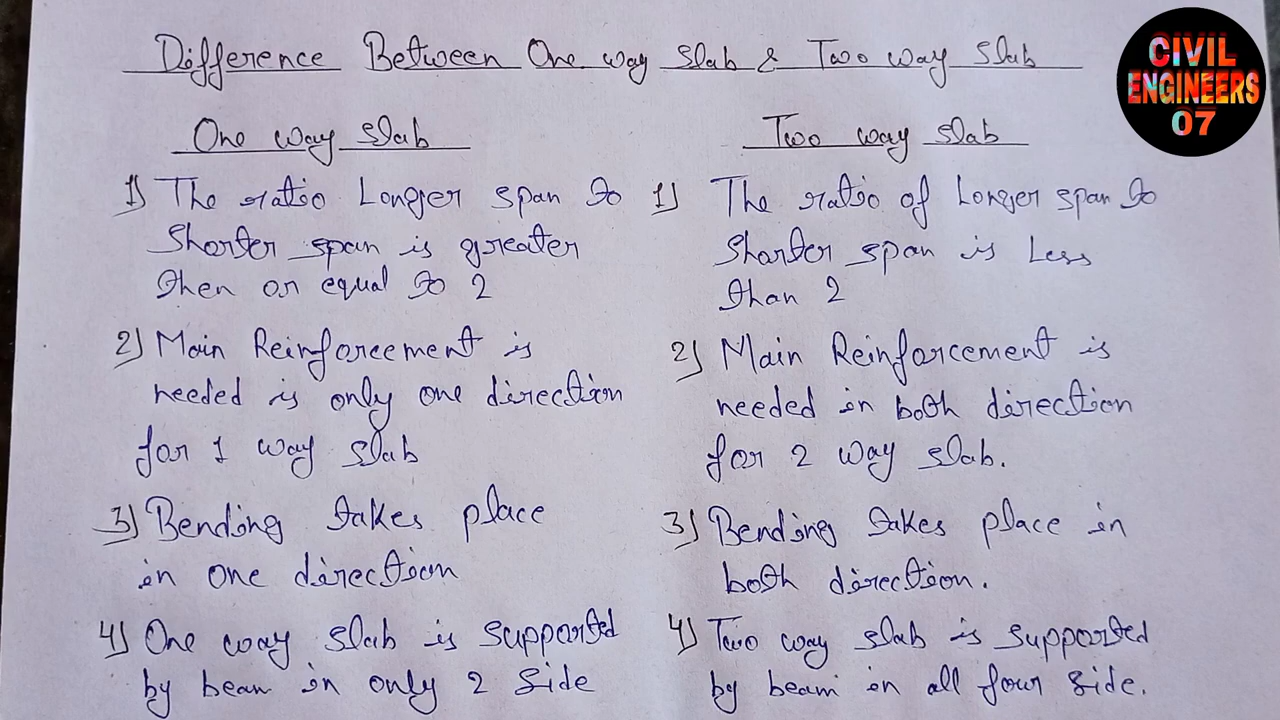 Difference Between One way Slab & Two way Slab
CIVIL
ENGINEERS
07
One way Slab
1) The ratio Longer span to
Shorter span is greater
then or equal to 2
2) Main Reinforcement is
needed is only one direction
for 1 way slab
3) Bending takes place
in one direction
4) One way slab is supported
by beam in only 2 side
Two way slab
1) The ratio of Longer span to
Shorter span is Less
than 2
2) Main Reinforcement is
needed in both direction
for 2 way slab.
3) Bending takes place in
both direction.
4) Two way slab is supported
by beam in all four side.